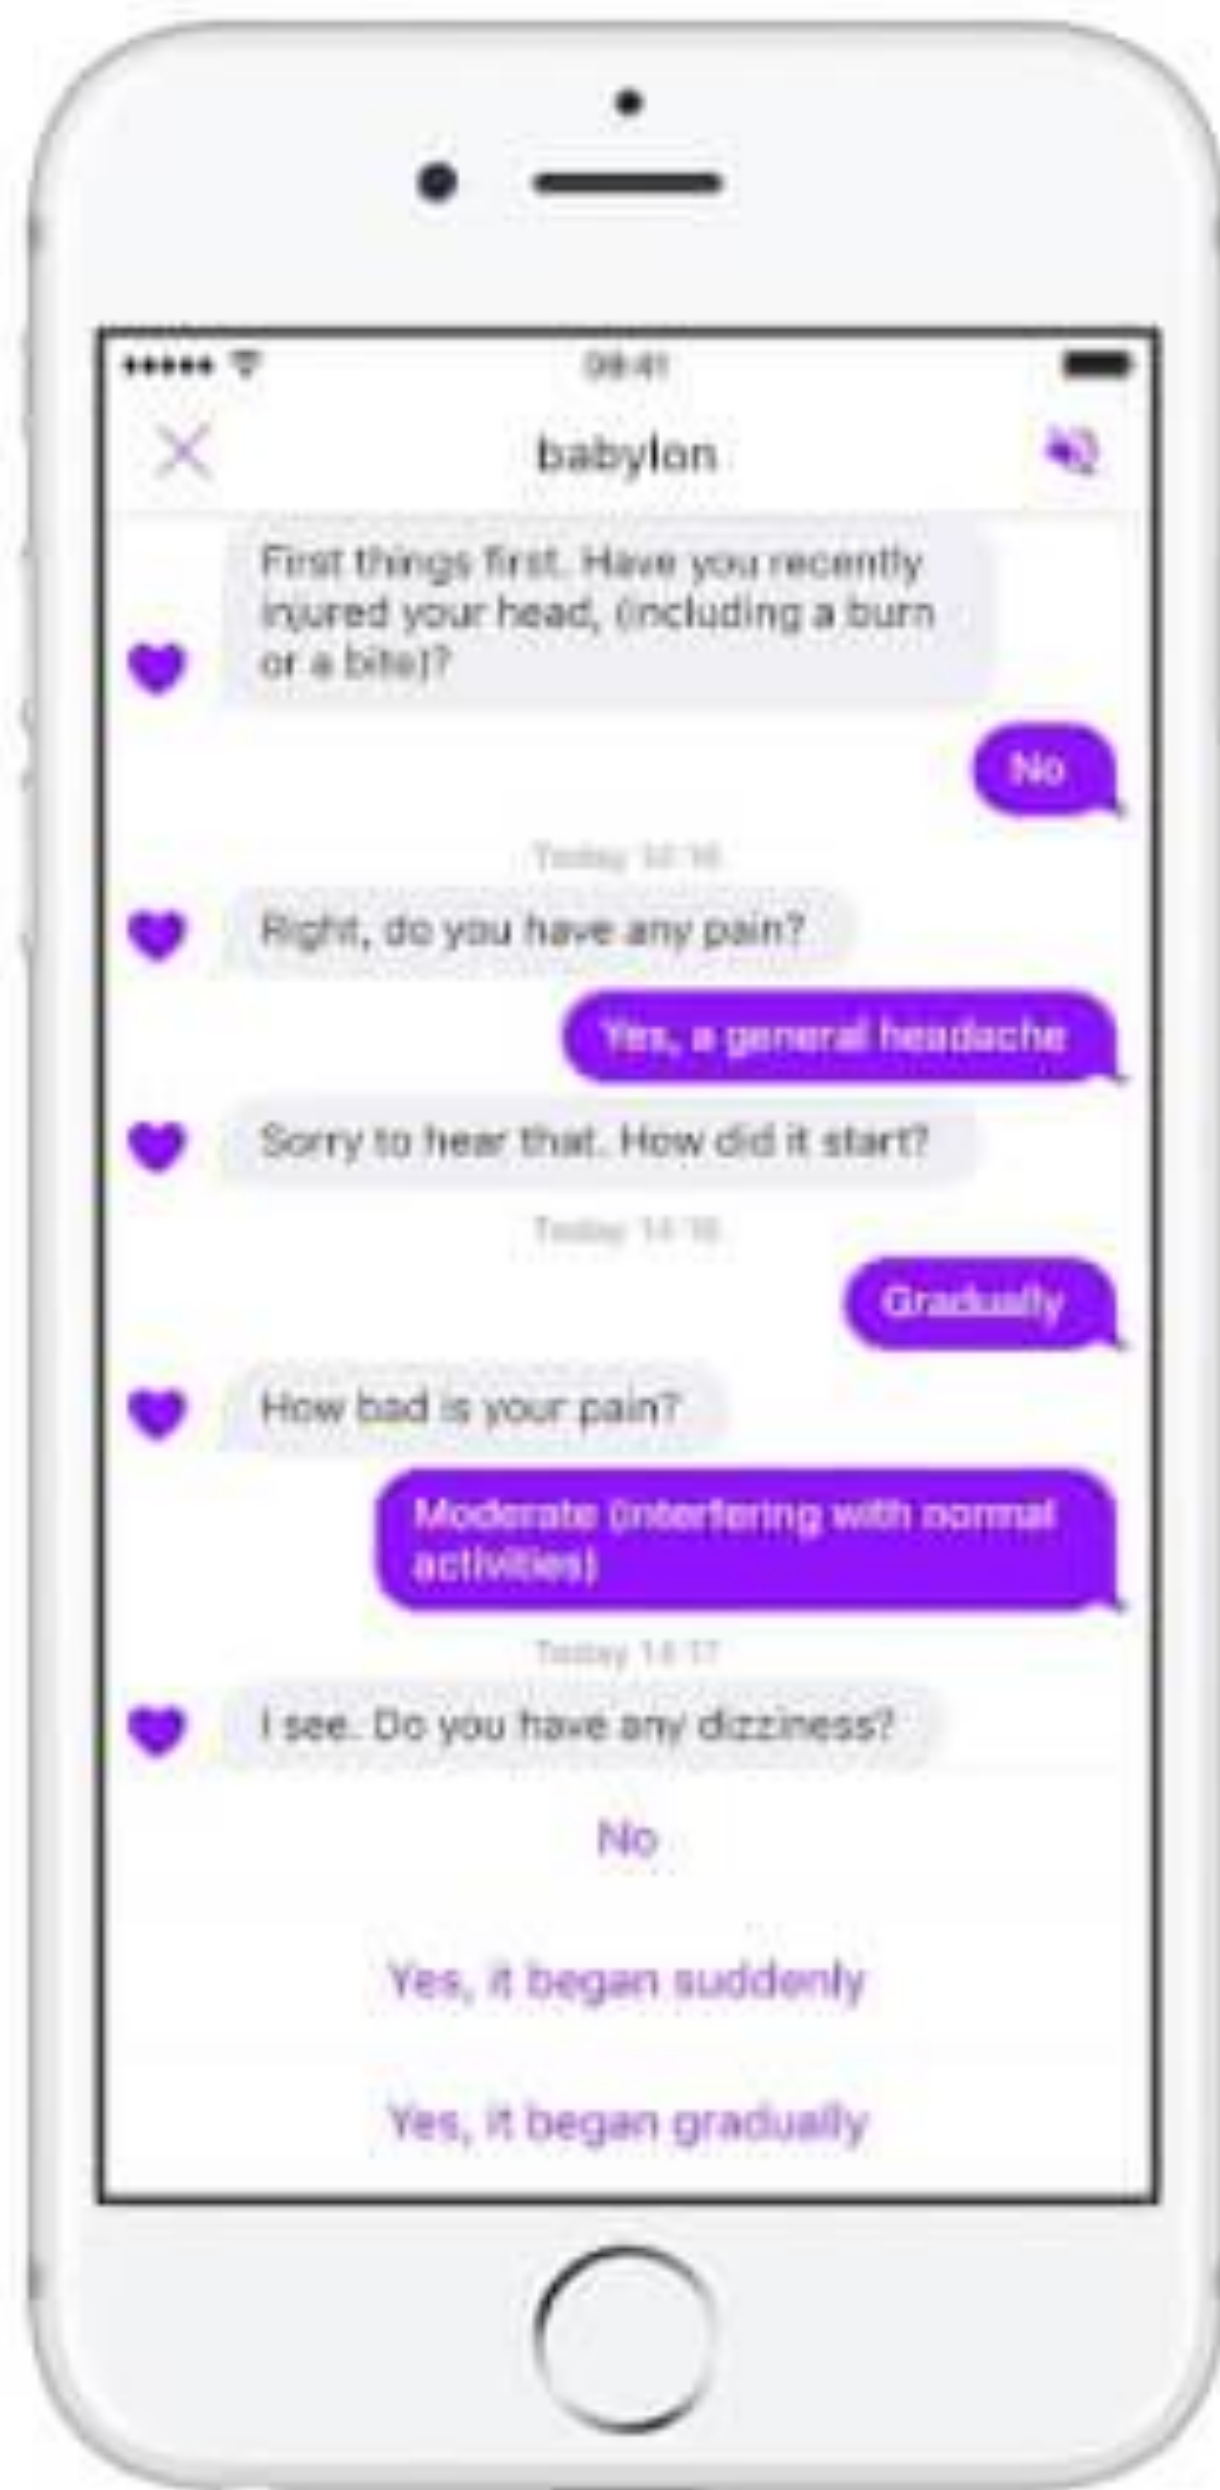 babylon
First things first. Have you recently
injured your head, (including a burn
or a bite)?
No
Today
Right, do you have any pain?
Yes, a general headache
Sorry to hear that. How did it start?
Today
Gradually
How bad is your pain?
Moderate (interfering with normal
activities)
Today
I see. Do you have any dizziness?
No
Yes, it began suddenly
Yes, it began gradually